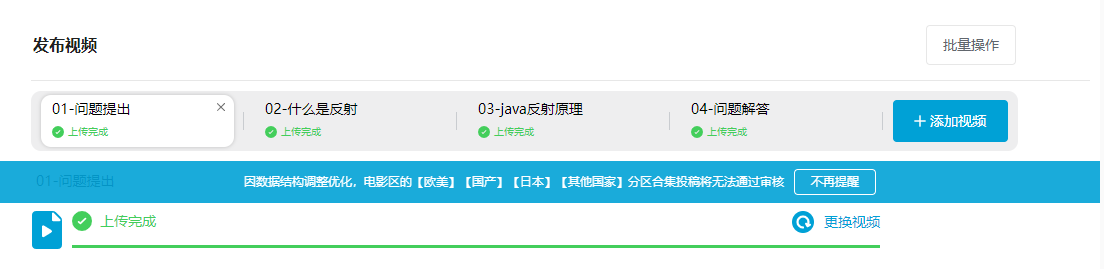 发布视频
批量操作
01-问题提出
上传完成
02-什么是反射
上传完成
03-java反射原理
上传完成
04-问题解答
上传完成
添加视频
01-问题提出
因数据结构调整优化，电影区的【欧美】【国产】【日本】【其他国家】分区合集投稿将无法通过审核
不再提醒
上传完成
更换视频